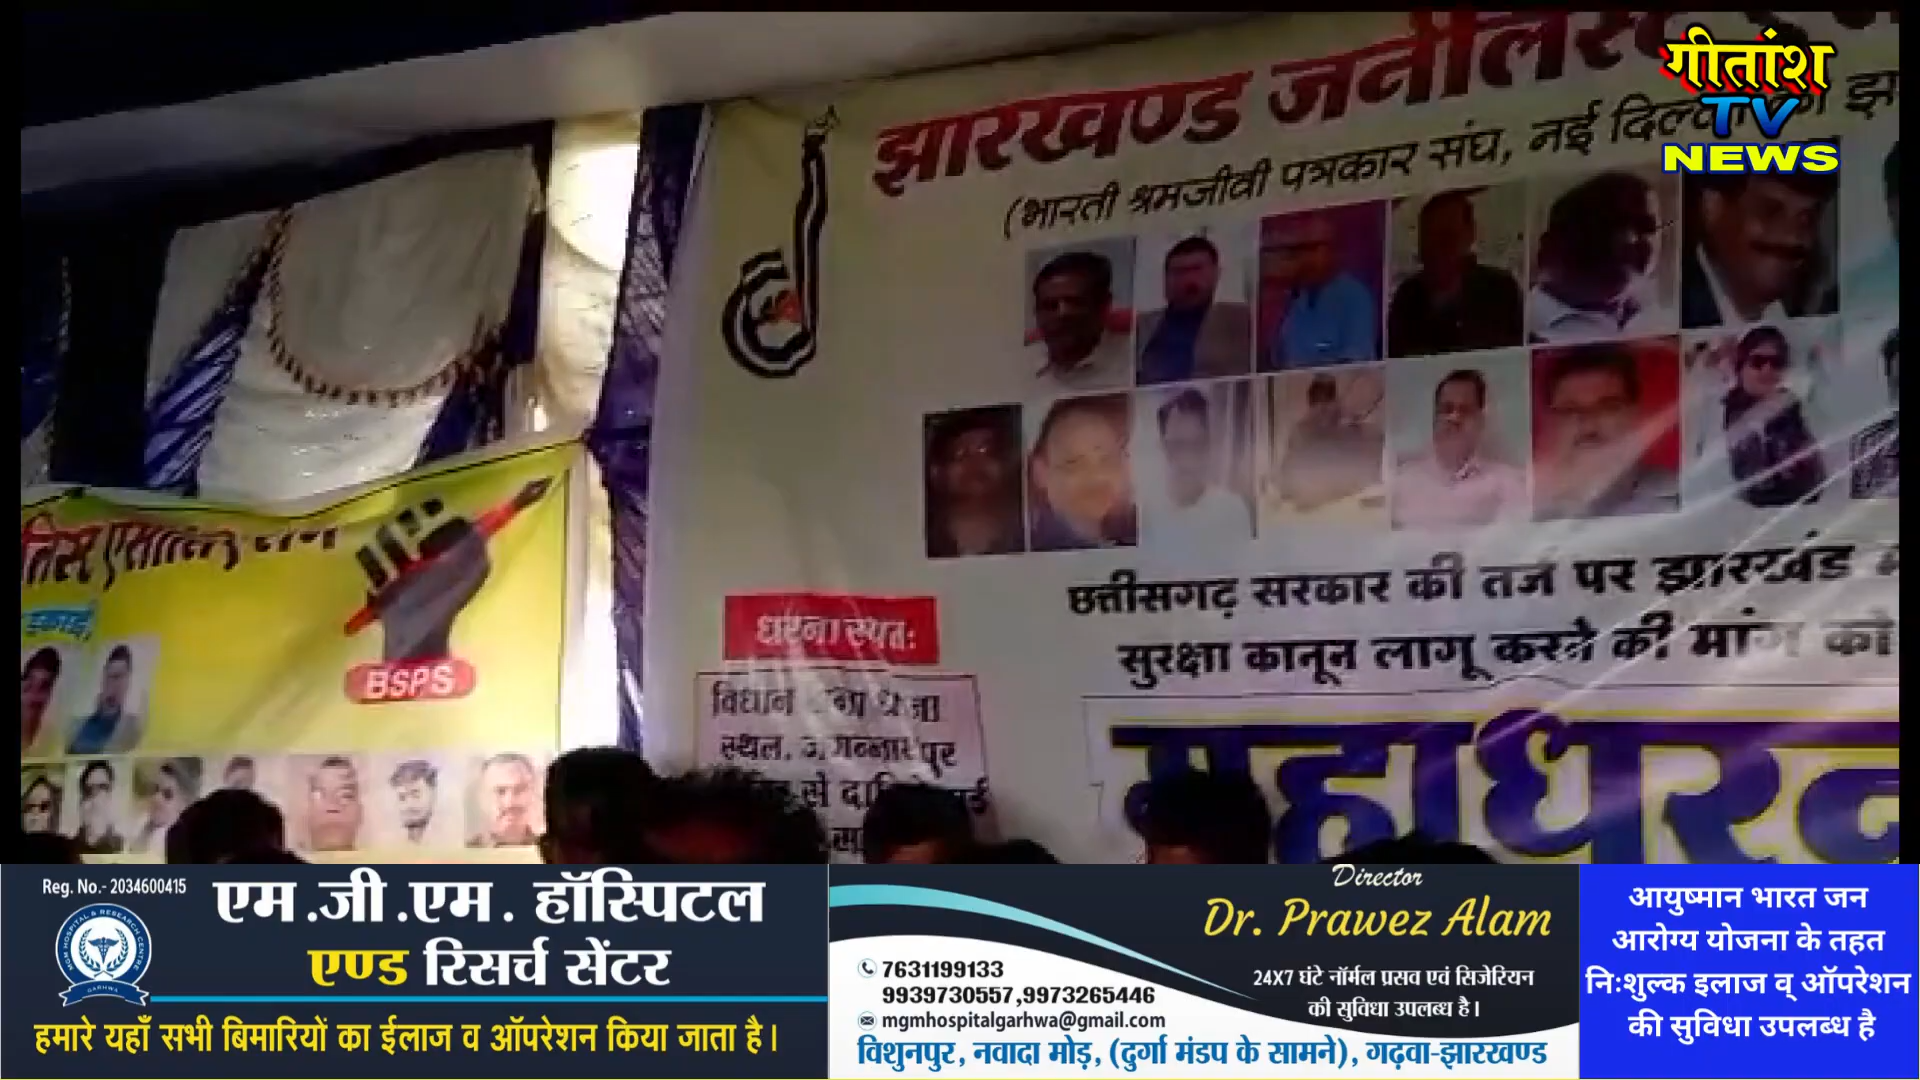 गीतांश
TV
NEWS
झारखण्ड
(भारती श्रमजीवी पत्रकार संघ, नई
BSPS
छत्तीसगढ़ सरकार की तर्ज पर झारखंड
सुरक्षा कानून लागू करने की मांग को
धरना स्थल:
विधान
स्थल,
Reg. No.- 2034600415
एम.जी.एम. हॉस्पिटल
एण्ड रिसर्च सेंटर
हमारे यहाँ सभी बिमारियों का ईलाज व ऑपरेशन किया जाता है।
Director
Dr. Prawez Alam
7631199133
9939730557,9973265446
mgmhospitalgarhwa@gmail.com
24X7 घंटे नॉर्मल प्रसव एवं सिजेरियन
की सुविधा उपलब्ध है।
विशुनपुर, नवादा मोड़, (दुर्गा मंडप के सामने), गढ़वा-झारखण्ड
आयुष्मान भारत जन
आरोग्य योजना के तहत
नि:शुल्क इलाज व् ऑपरेशन
की सुविधा उपलब्ध है